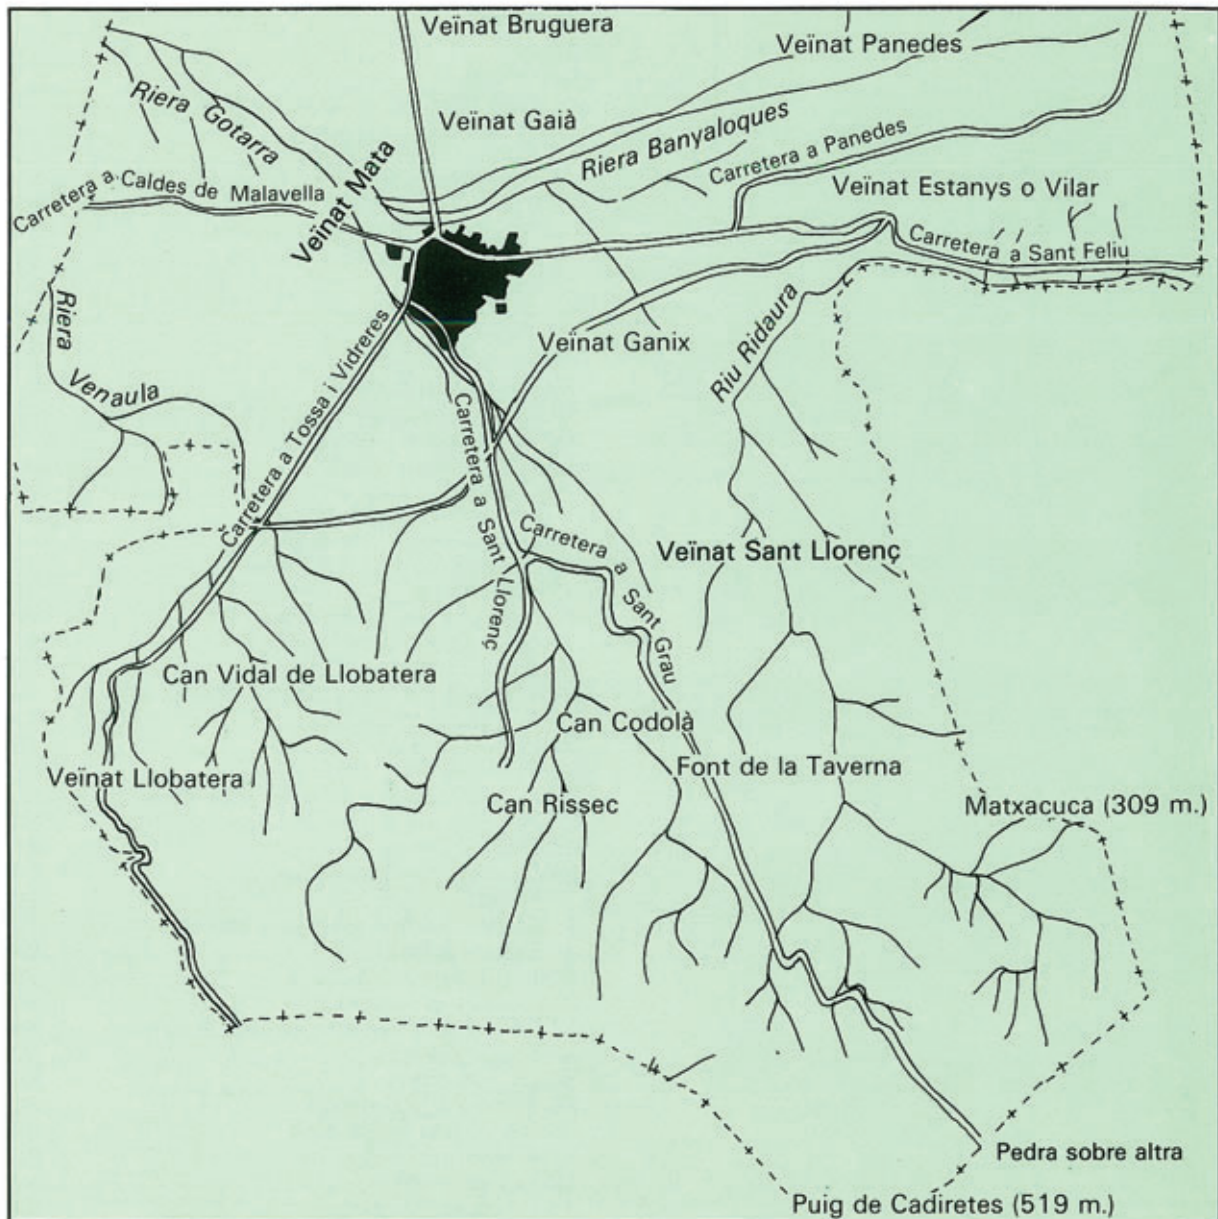 Veïnat Bruguera
Veïnat Panedes
Riera Gotarra
Veïnat Gaià
Riera Banyaloques
Carretera a Panedes
Carretera a Caldes de Malavella
Veïnat Mata
Veïnat Estanys o Vilar
Carretera a Sant Feliu
Riera Venaula
Veïnat Ganix
Riu Ridaura
Carretera a Tossa i Vidreres
Carretera a Sant Llorenç
Carretera a Sant Grau
Veïnat Sant Llorenç
Can Vidal de Llobatera
Can Codolà
Veïnat Llobatera
Font de la Taverna
Can Rissec
Matxacuca (309 m.)
Pedra sobre altra
Puig de Cadiretes (519 m.)